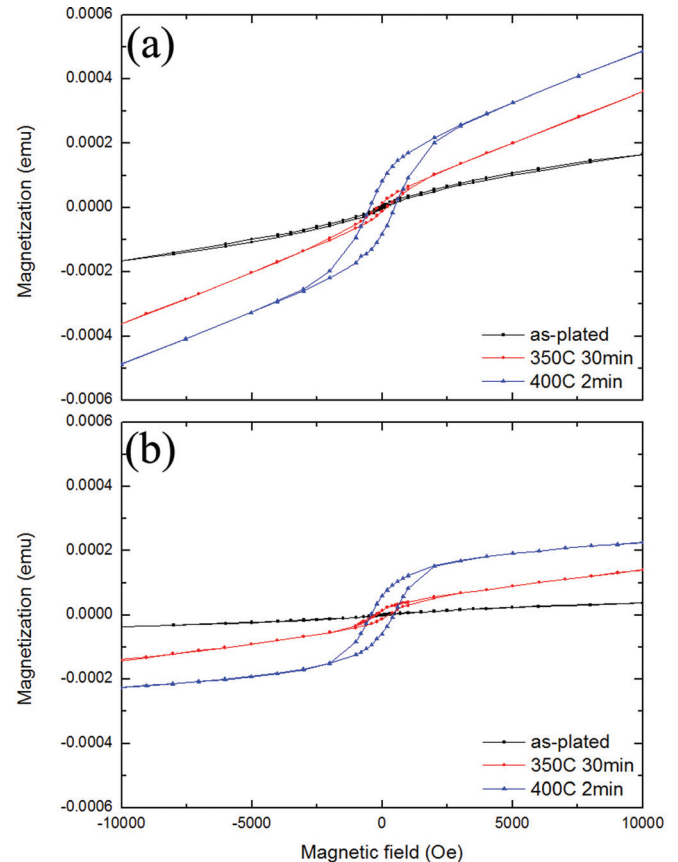 (a)
0.0006
0.0004
0.0002
0.0000
-0.0002
-0.0004
-0.0006
Magnetization (emu)
as-plated
350C 30min
400C 2min
(b)
0.0006
0.0004
0.0002
0.0000
-0.0002
-0.0004
-0.0006
Magnetization (emu)
as-plated
350C 30min
400C 2min
-10000 -5000 0 5000 10000
Magnetic field (Oe)